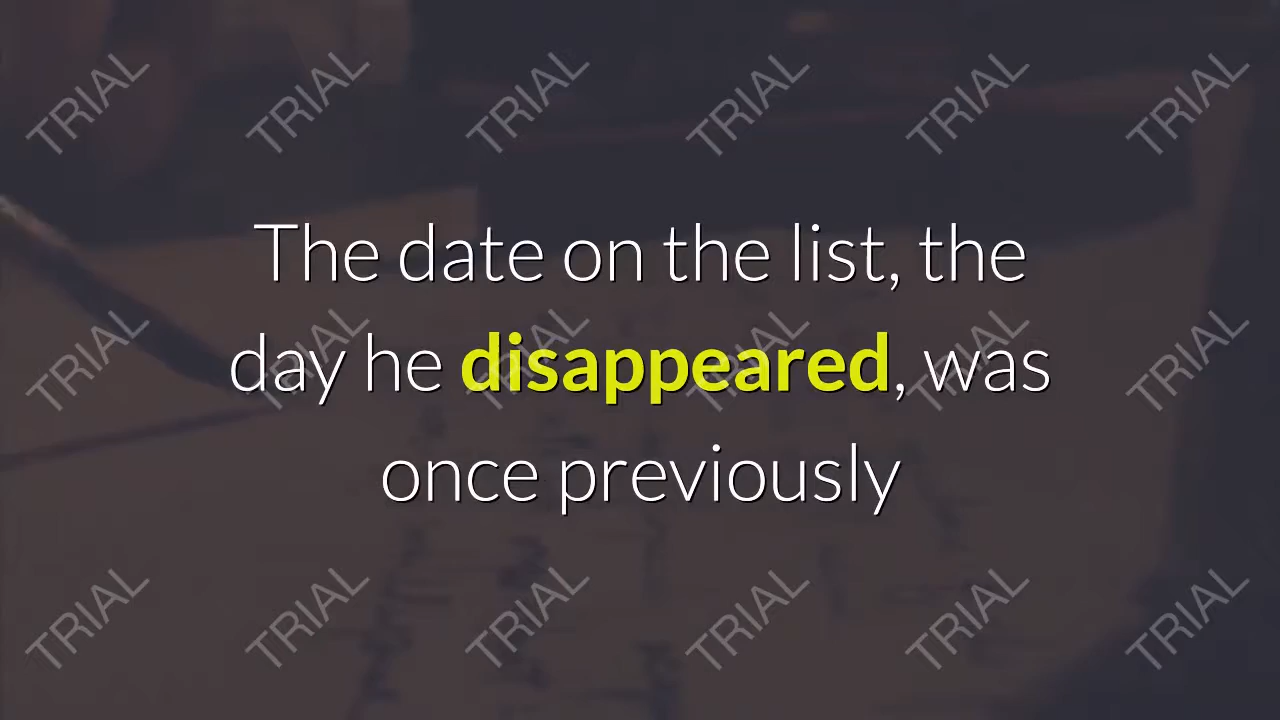 TRIAL TRIAL TRIAL TRIAL TRIAL TRIAL
The date on the list, the
day he disappeared, was
TRIAL TRIAL TRIAL TRIAL TRIAL TRIAL
once previously
TRIAL TRIAL TRIAL TRIAL TRIAL TRIAL